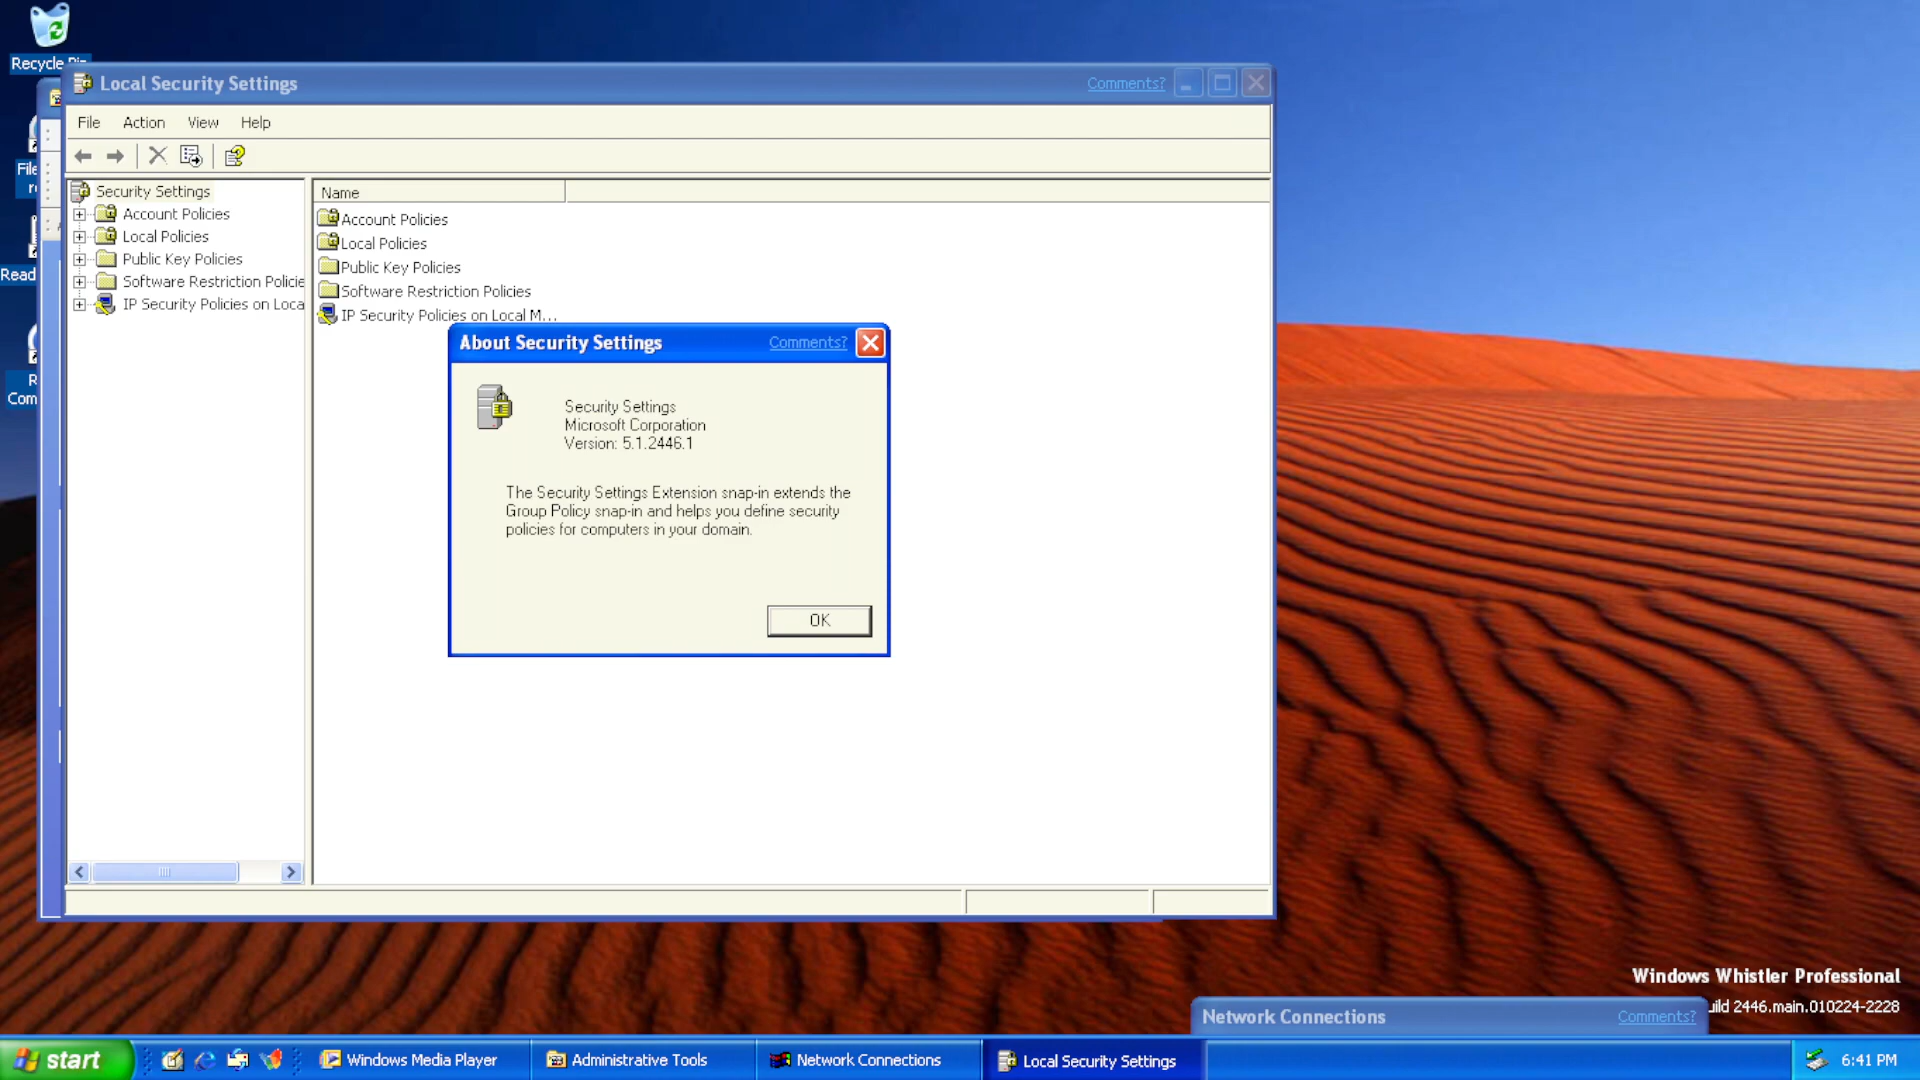 Recycle Bin
Local Security Settings
Comments?
File Action View Help
Security Settings
Account Policies
Local Policies
Public Key Policies
Software Restriction Policie
IP Security Policies on Loca
Name
Account Policies
Local Policies
Public Key Policies
Software Restriction Policies
IP Security Policies on Local M...
File
Read
Com
About Security Settings
Comments?
Security Settings
Microsoft Corporation
Version: 5.1.2446.1
The Security Settings Extension snap-in extends the
Group Policy snap-in and helps you define security
policies for computers in your domain.
OK
Windows Whistler Professional
uild 2446.main.010224-2228
Network Connections
Comments?
start
Windows Media Player
Administrative Tools
Network Connections
Local Security Settings
6:41 PM